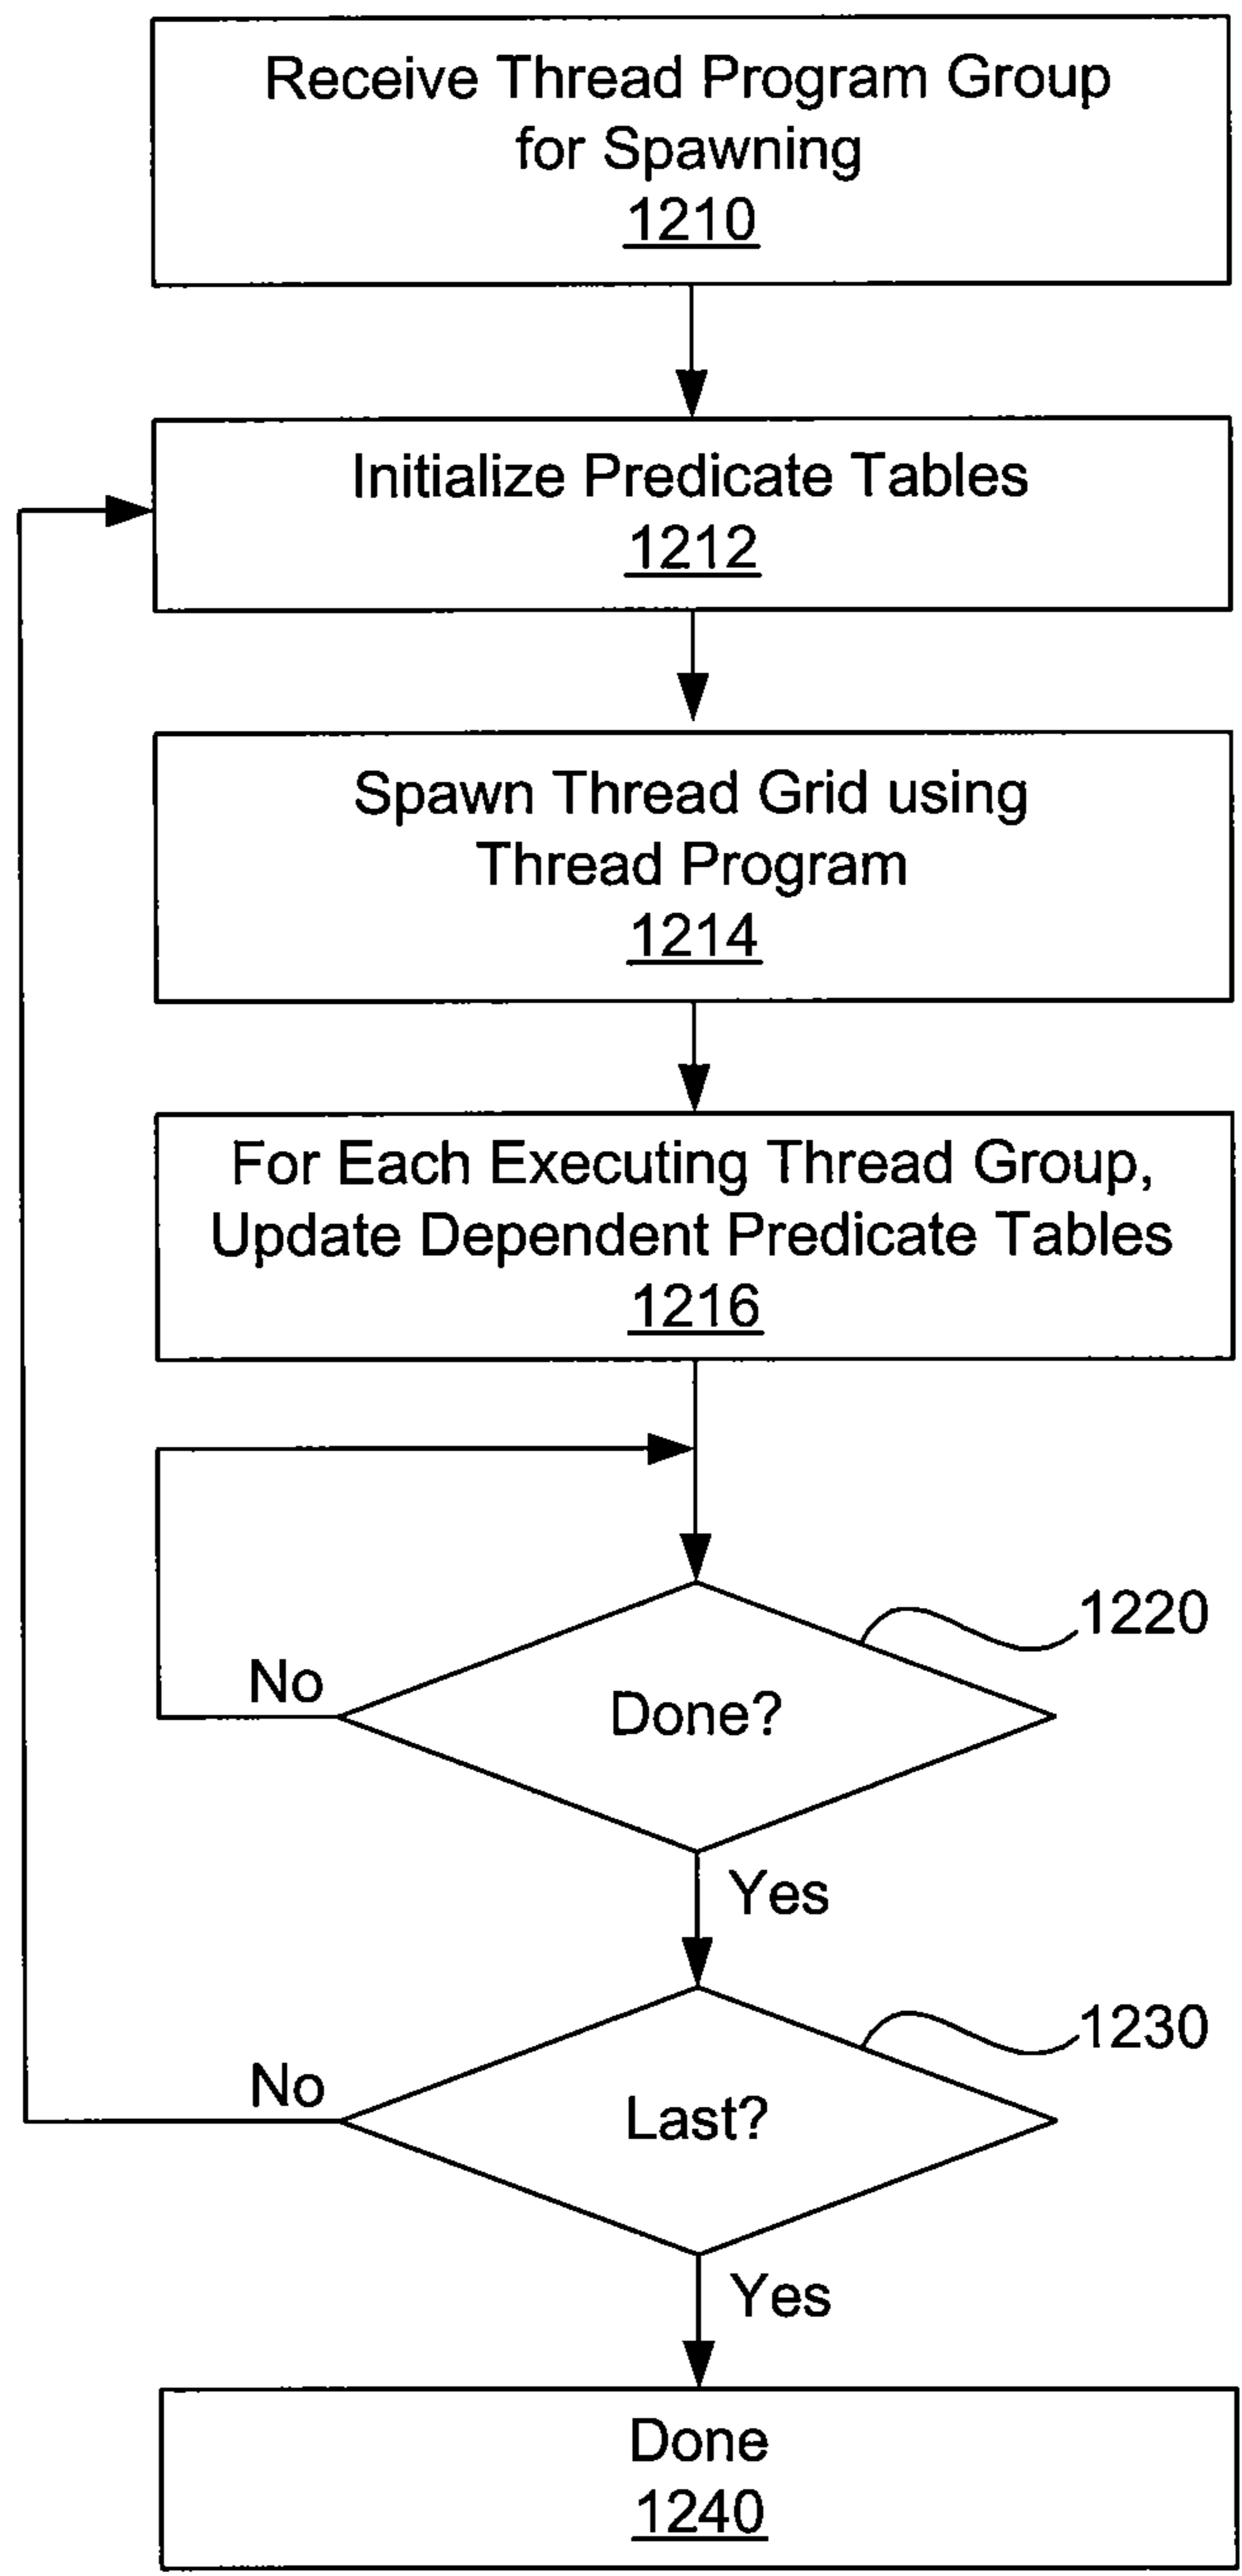 Receive Thread Program Group
for Spawning
1210
Initialize Predicate Tables
1212
Spawn Thread Grid using
Thread Program
1214
For Each Executing Thread Group,
Update Dependent Predicate Tables
1216
1220
No
Done?
Yes
1230
No
Last?
Yes
Done
1240